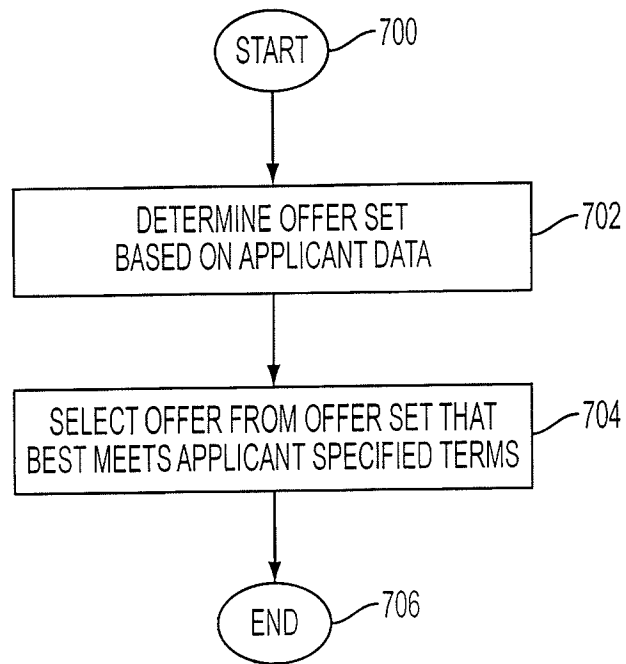 START
700
DETERMINE OFFER SET
BASED ON APPLICANT DATA
702
SELECT OFFER FROM OFFER SET THAT
BEST MEETS APPLICANT SPECIFIED TERMS
704
END
706